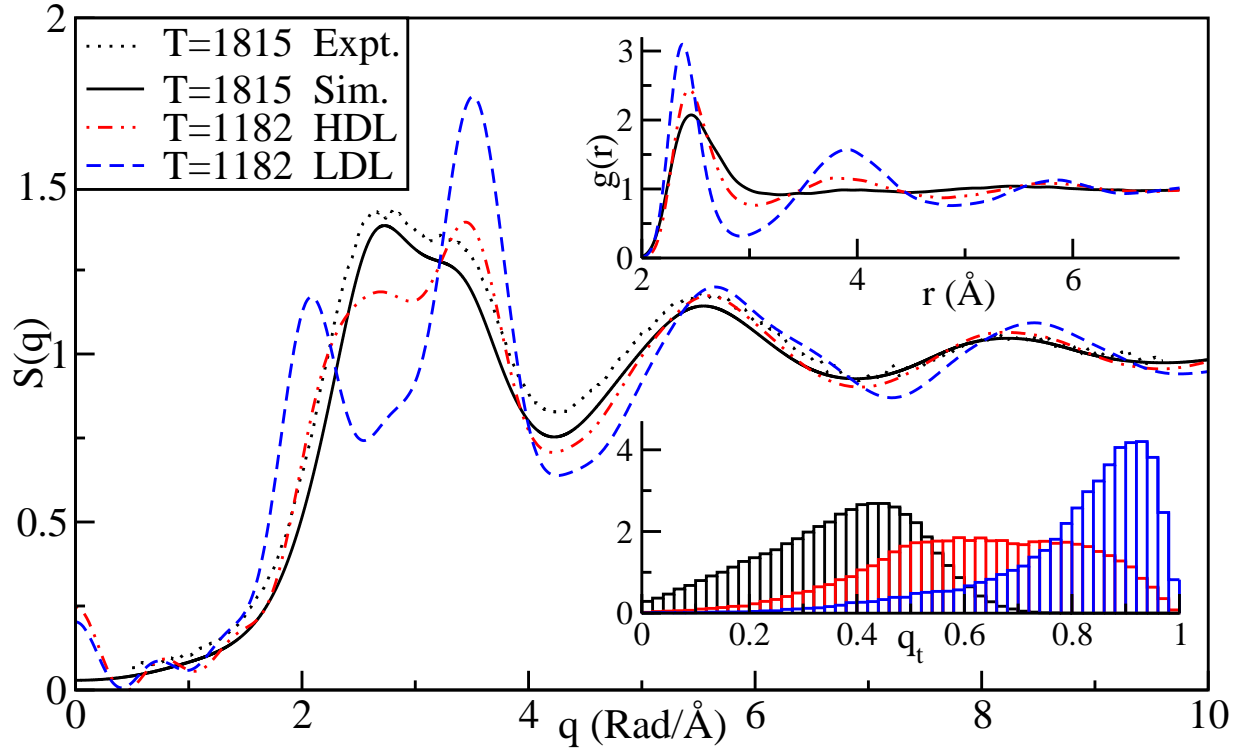 2
T=1815 Expt.
T=1815 Sim.
T=1182 HDL
T=1182 LDL
1.5
1
0.5
0
S(q)
0 2 4 6 8 10
q (Rad/Å)
3
2
1
0
g(r)
2 4 6
r (Å)
4
2
0
0 0.2 0.4 0.6 0.8 1
q_t